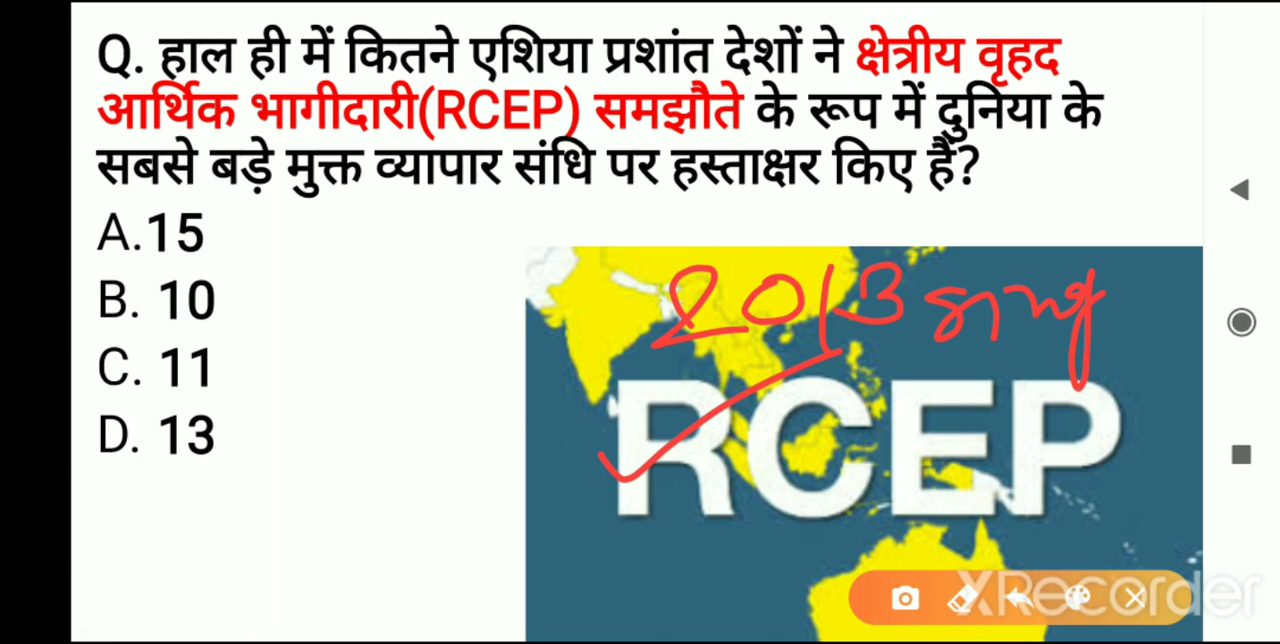 Q. हाल ही में कितने एशिया प्रशांत देशों ने क्षेत्रीय वृहद
आर्थिक भागीदारी(RCEP) समझौते के रूप में दुनिया के
सबसे बड़े मुक्त व्यापार संधि पर हस्ताक्षर किए हैं?
A.15
B. 10
C. 11
D. 13
2013
RCEP
XRecorder